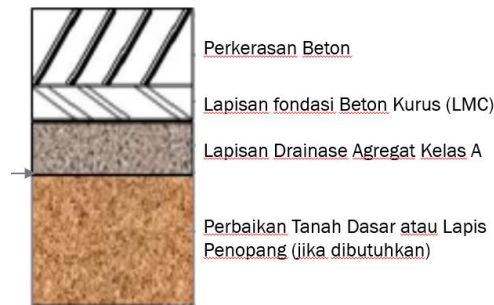 Perkerasan Beton
Lapisan fondasi Beton Kurus (LMC)
Lapisan Drainase Agregat Kelas A
Perbaikan Tanah Dasar atau Lapis
Penopang (jika dibutuhkan)